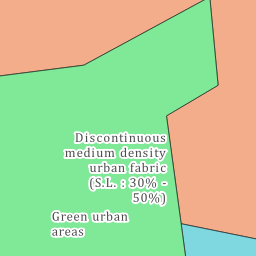 Discontinuous
medium density
urban fabric
(S.L. : 30% -
50%)
Green urban
areas